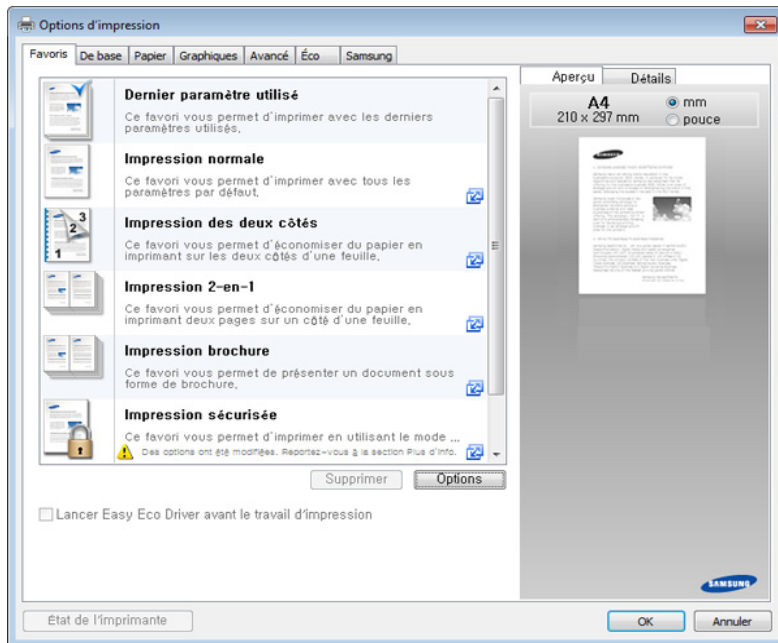 Options d'impression
Favoris De base Papier Graphiques Avancé Éco Samsung
Dernier paramètre utilisé
Ce favori vous permet d'imprimer avec les derniers
paramètres utilisés,
Impression normale
Ce favori vous permet d'imprimer avec tous les
paramètres par défaut,
Impression des deux côtés
Ce favori vous permet d'économiser du papier en
imprimant sur les deux côtés d'une feuille,
Impression 2-en-1
Ce favori vous permet d'économiser du papier en
imprimant deux pages sur un côté d'une feuille,
Impression brochure
Ce favori vous permet de présenter un document sous
forme de brochure,
Impression sécurisée
Ce favori vous permet d'imprimer en utilisant le mode ...
Des options ont été modifiées. Reportez-vous à la section Plus d'info.
1 2 3
Supprimer Options
Lancer Easy Eco Driver avant le travail d'impression
Aperçu Détails
A4
210 x 297 mm
mm
pouce
SAMSUNG
SAMSUNG
État de l'imprimante OK Annuler